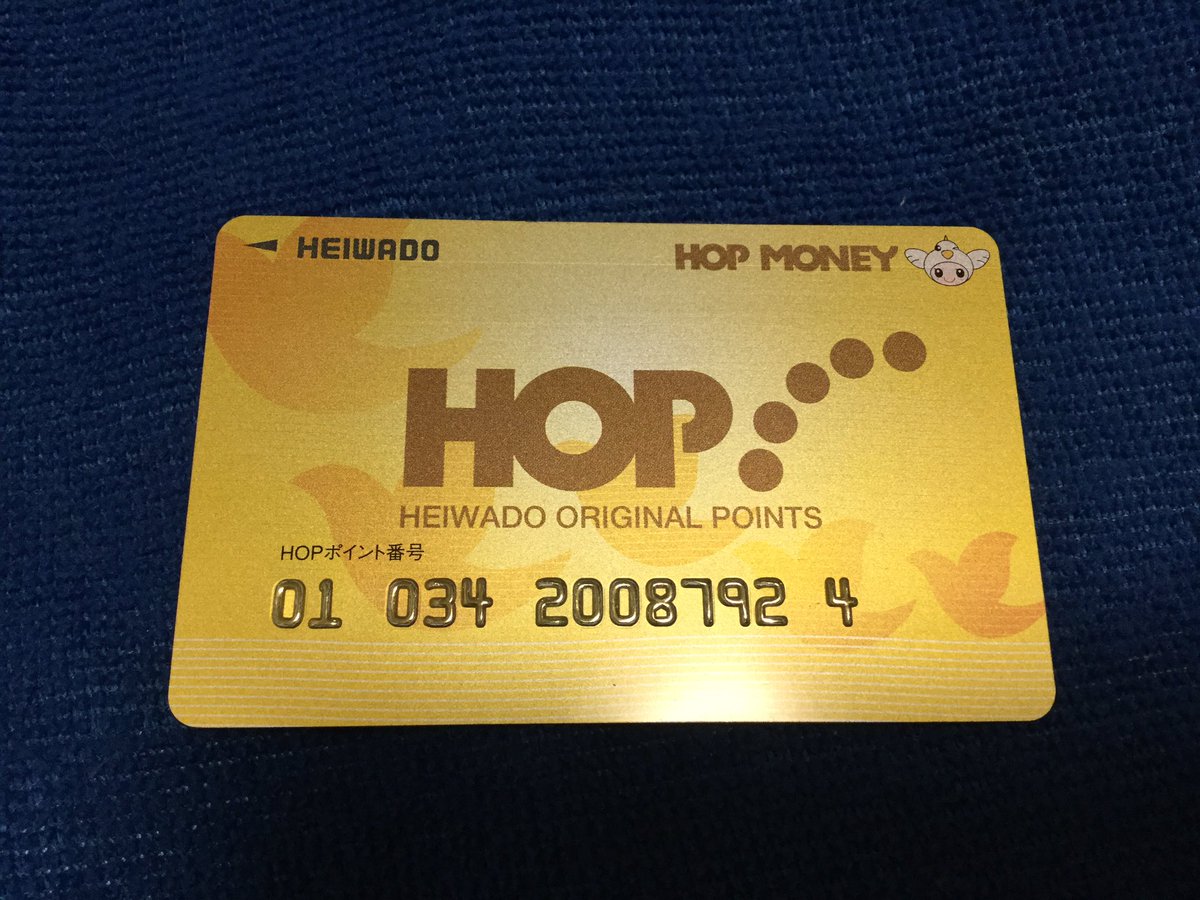 HEIWADO
HOP MONEY
HOP
HEIWADO ORIGINAL POINTS
HOPポイント番号
01 034 2008792 4